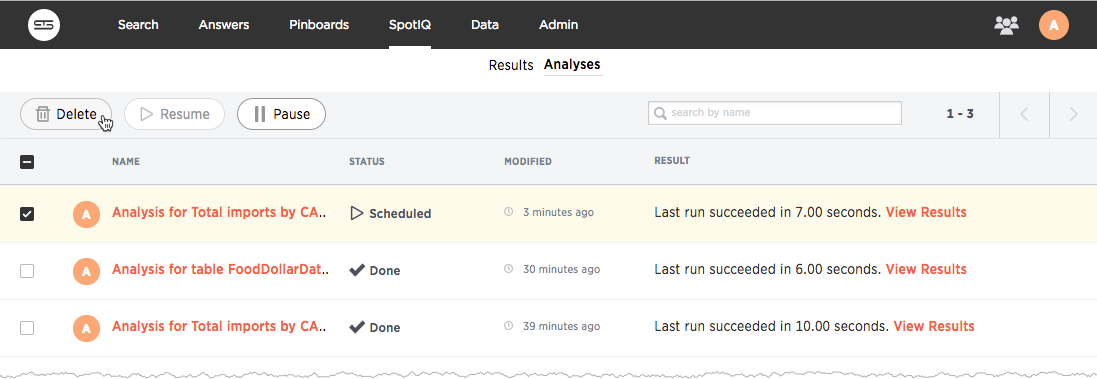 Search Answers Pinboards SpotIQ Data Admin A
Results Analyses
Delete Resume Pause search by name 1 - 3
NAME STATUS MODIFIED RESULT
A Analysis for Total imports by CA.. Scheduled 3 minutes ago Last run succeeded in 7.00 seconds. View Results
A Analysis for table FoodDollarDat.. Done 30 minutes ago Last run succeeded in 6.00 seconds. View Results
A Analysis for Total imports by CA.. Done 39 minutes ago Last run succeeded in 10.00 seconds. View Results